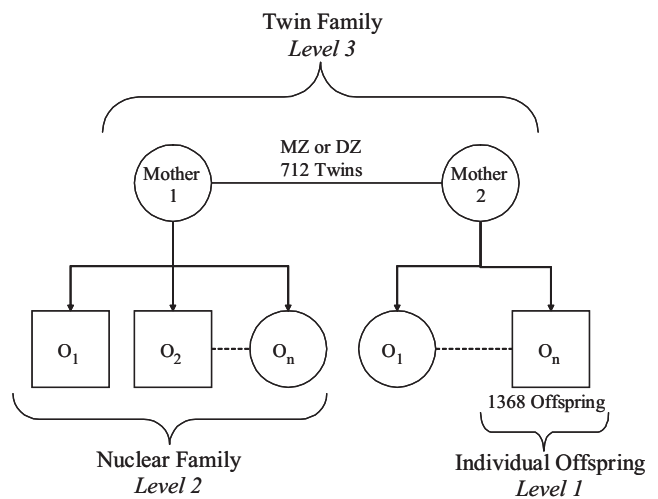 Twin Family
Level 3
MZ or DZ
712 Twins
Mother
1
Mother
2
O1
O2
On
O1
On
1368 Offspring
Nuclear Family
Level 2
Individual Offspring
Level 1